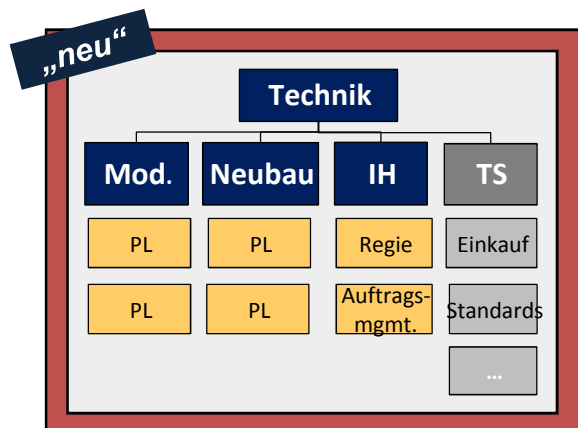 „neu“
Technik
Mod. Neubau IH TS
PL PL Regie Einkauf
PL PL Auftrags-
mgmt. Standards
...